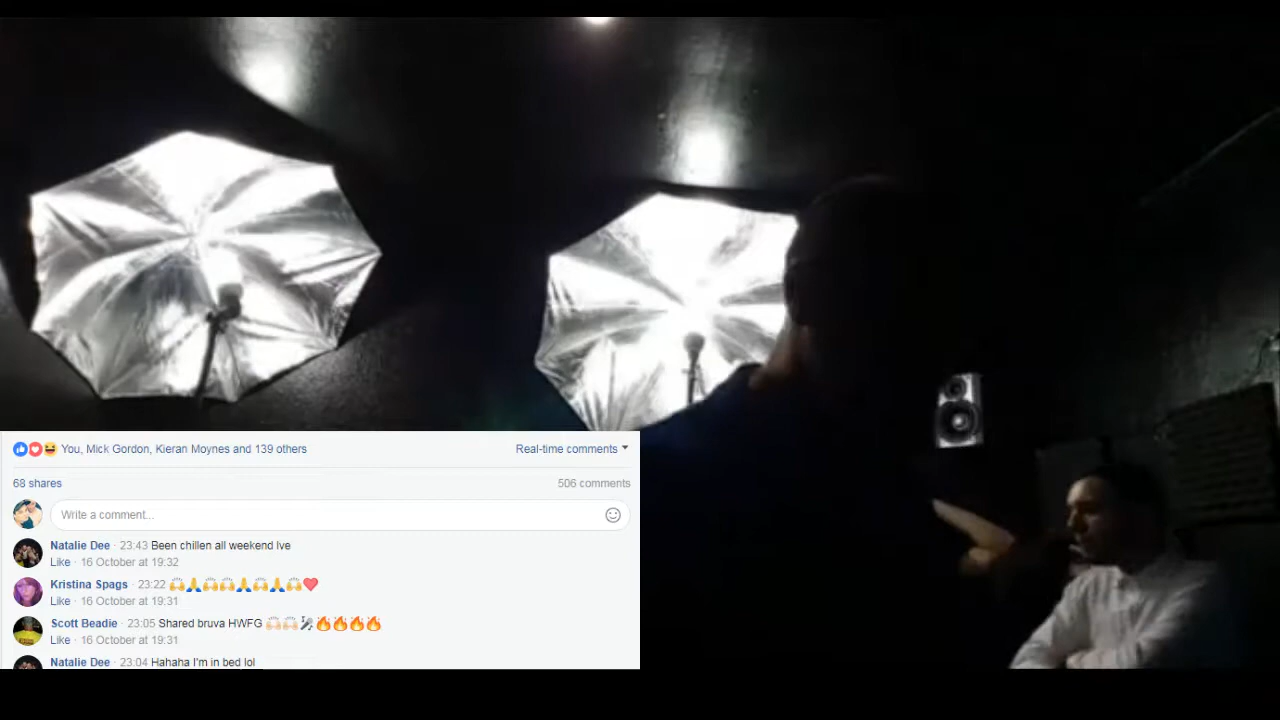 You, Mick Gordon, Kieran Moynes and 139 others
Real-time comments
68 shares
506 comments
Write a comment...
Natalie Dee · 23:43 Been chillen all weekend lve
Like · 16 October at 19:32
Kristina Spags · 23:22 
Like · 16 October at 19:31
Scott Beadie · 23:05 Shared bruva HWFG
Like · 16 October at 19:31
Natalie Dee · 23:04 Hahaha I'm in bed lol